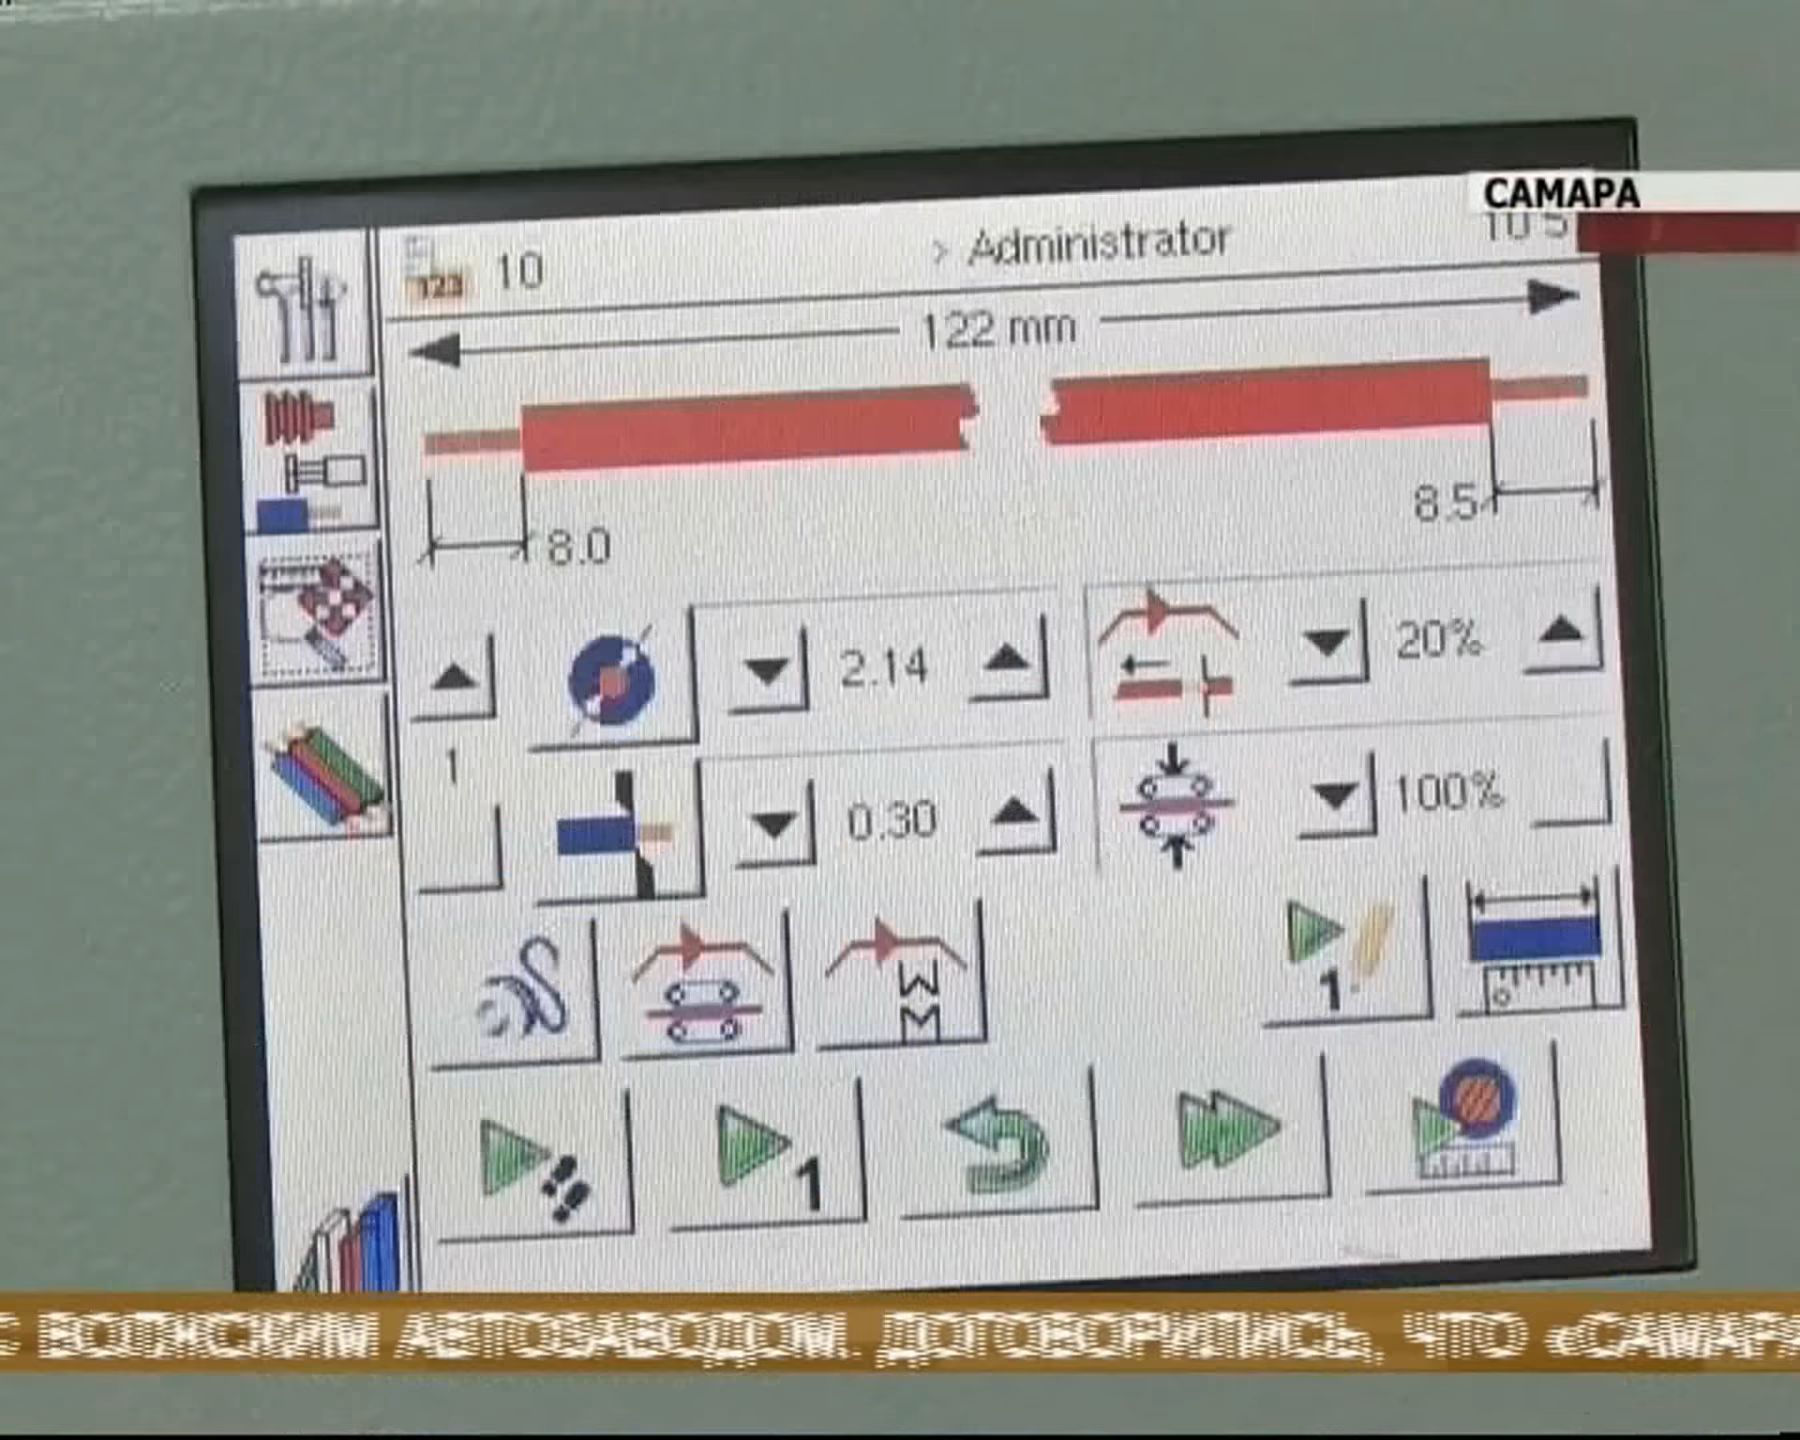 САМАРА
123 10 > Administrator
122 mm
8.5
8.0
2.14 20%
1
0.30 100%
1
1
С ВОЛЖСКИМ АВТОЗАВОДОМ. ДОГОВОРИЛИСЬ, ЧТО «САМАРА